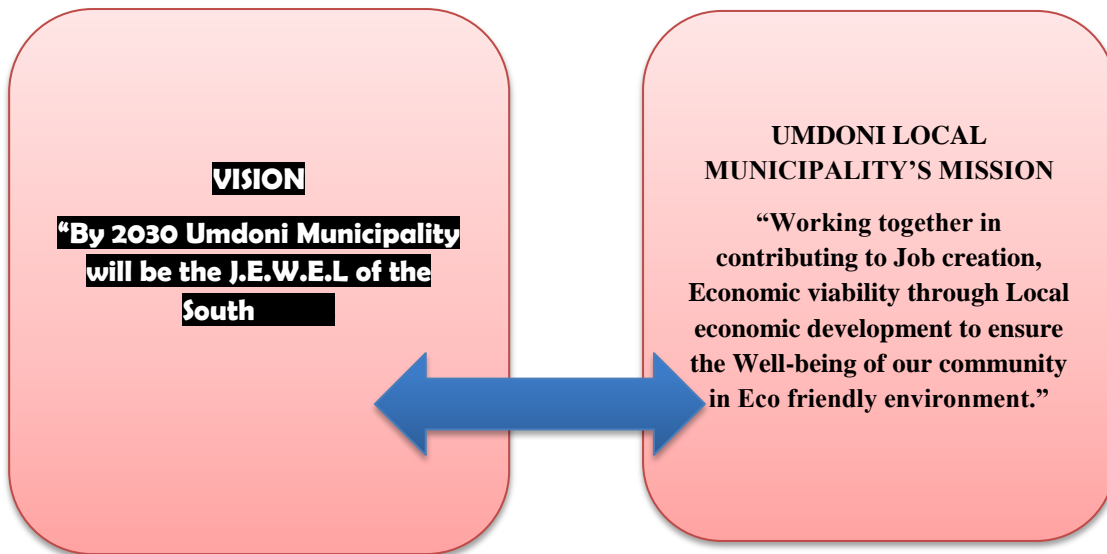 VISION
“By 2030 Umdoni Municipality
will be the J.E.W.E.L of the
South
UMDONI LOCAL
MUNICIPALITY’S MISSION
“Working together in
contributing to Job creation,
Economic viability through Local
economic development to ensure
the Well-being of our community
in Eco friendly environment.”